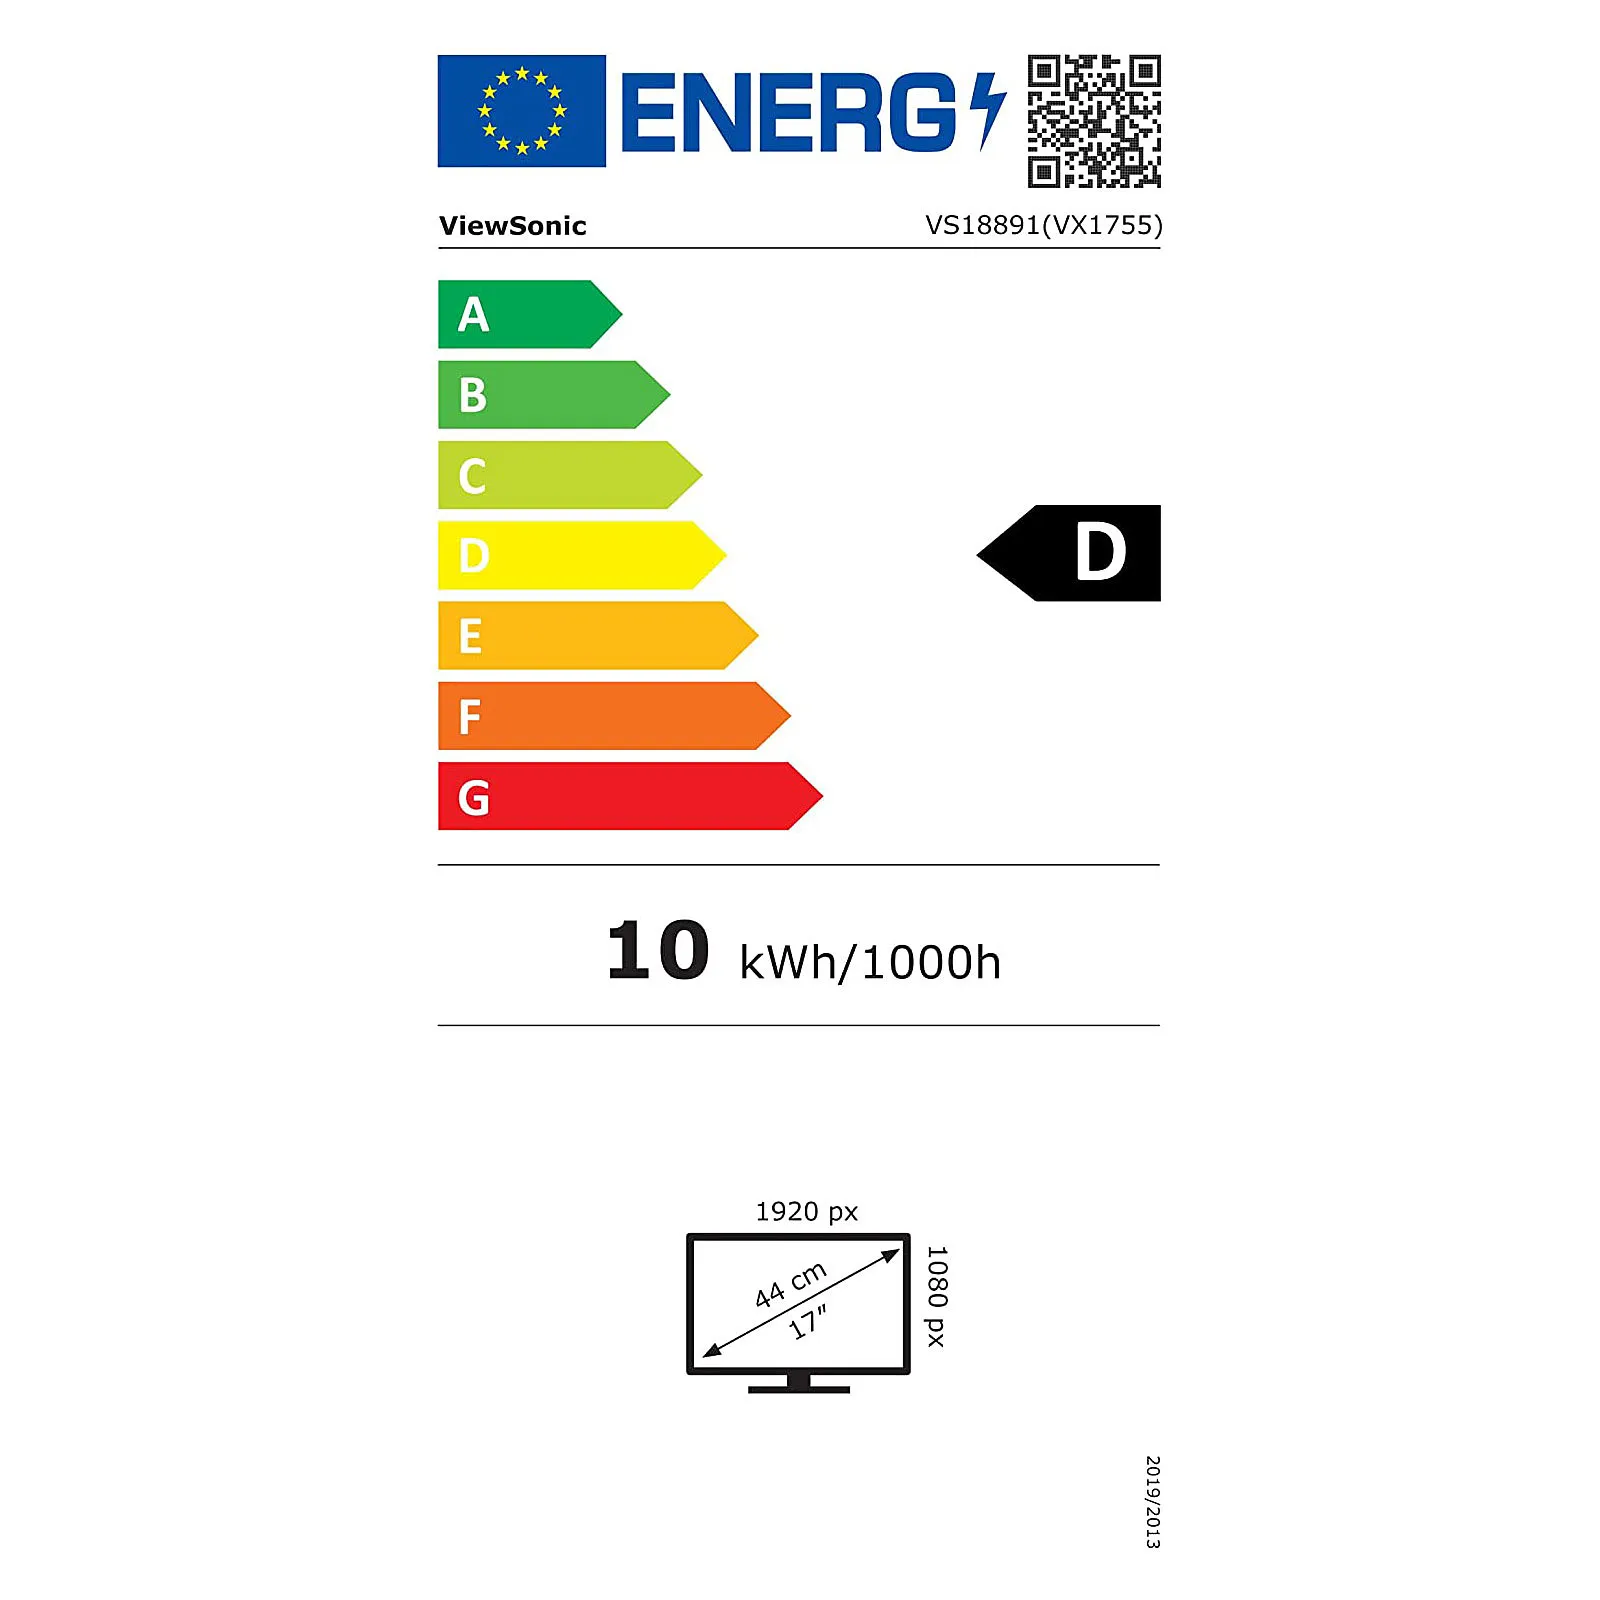 ENERG
ViewSonic
VS18891(VX1755)
A
B
C
D
D
E
F
G
10 kWh/1000h
1920 px
44 cm
17"
1080 px
2019/2013